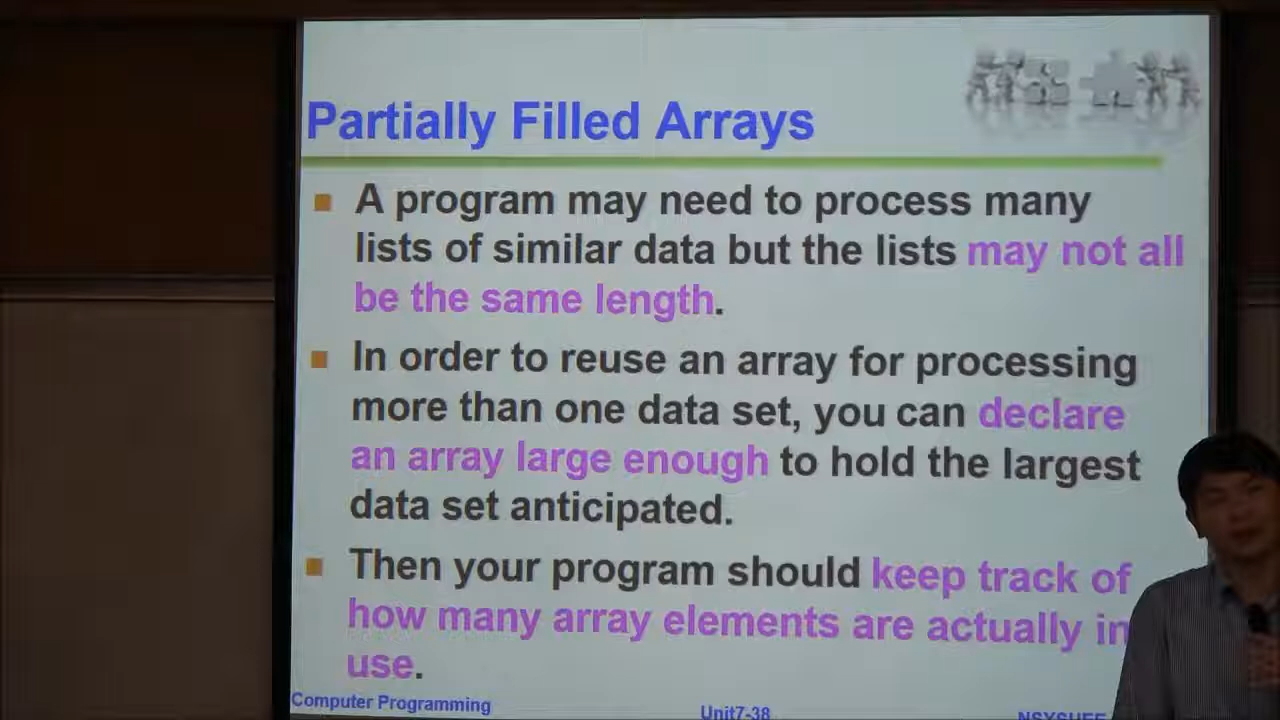 Partially Filled Arrays
A program may need to process many
lists of similar data but the lists may not all
be the same length.
In order to reuse an array for processing
more than one data set, you can declare
an array large enough to hold the largest
data set anticipated.
Then your program should keep track of
how many array elements are actually in
use.
Computer Programming
Unit7-38
NSYSUEE